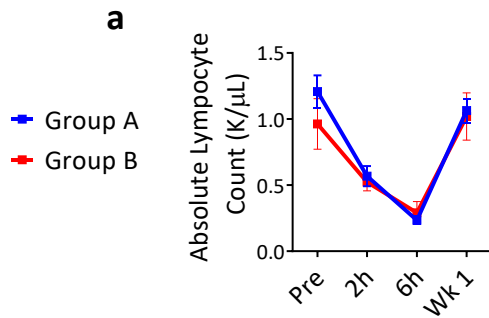 a
Group A
Group B
Absolute Lympocyte
Count (K/μL)
1.5
1.0
0.5
0.0
Pre
2h
6h
Wk 1